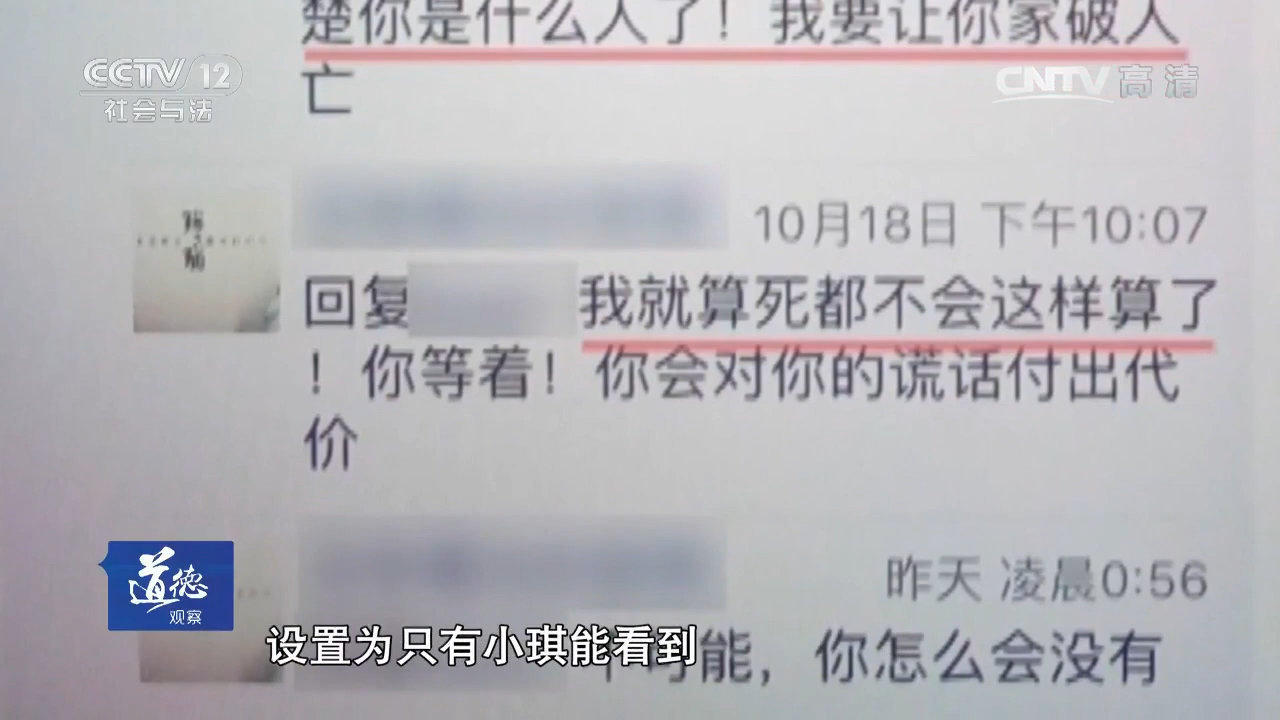 楚你是什么人了！我要让你家破人
亡
CCTV 12
社会与法
CNTV 高清
10月18日 下午10:07
回复
我就算死都不会这样算了
！你等着！你会对你的谎话付出代
价
昨天 凌晨0:56
能，你怎么会没有
道德
观察
设置为只有小琪能看到